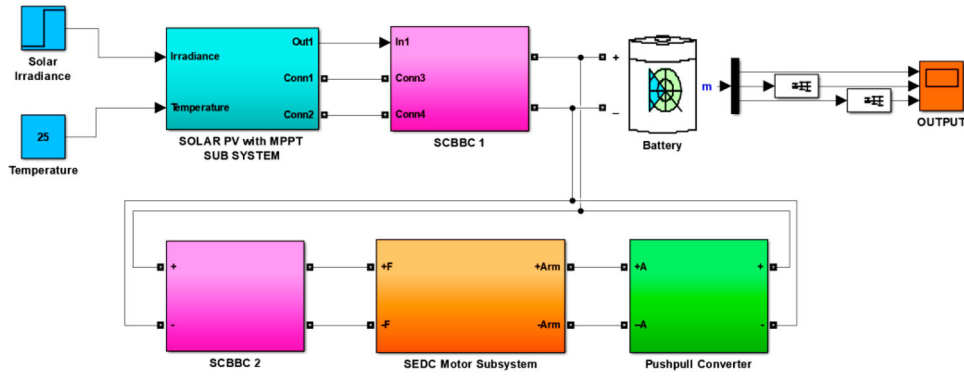 Solar
Irradiance
25
Temperature
Irradiance
Temperature
Out1
Conn1
Conn2
SOLAR PV with MPPT
SUB SYSTEM
In1
Conn3
Conn4
SCBBC 1
+
–
m
Battery
OUTPUT
+
-
SCBBC 2
+F
-F
+Arm
-Arm
SEDC Motor Subsystem
+A
–A
+
-
Pushpull Converter